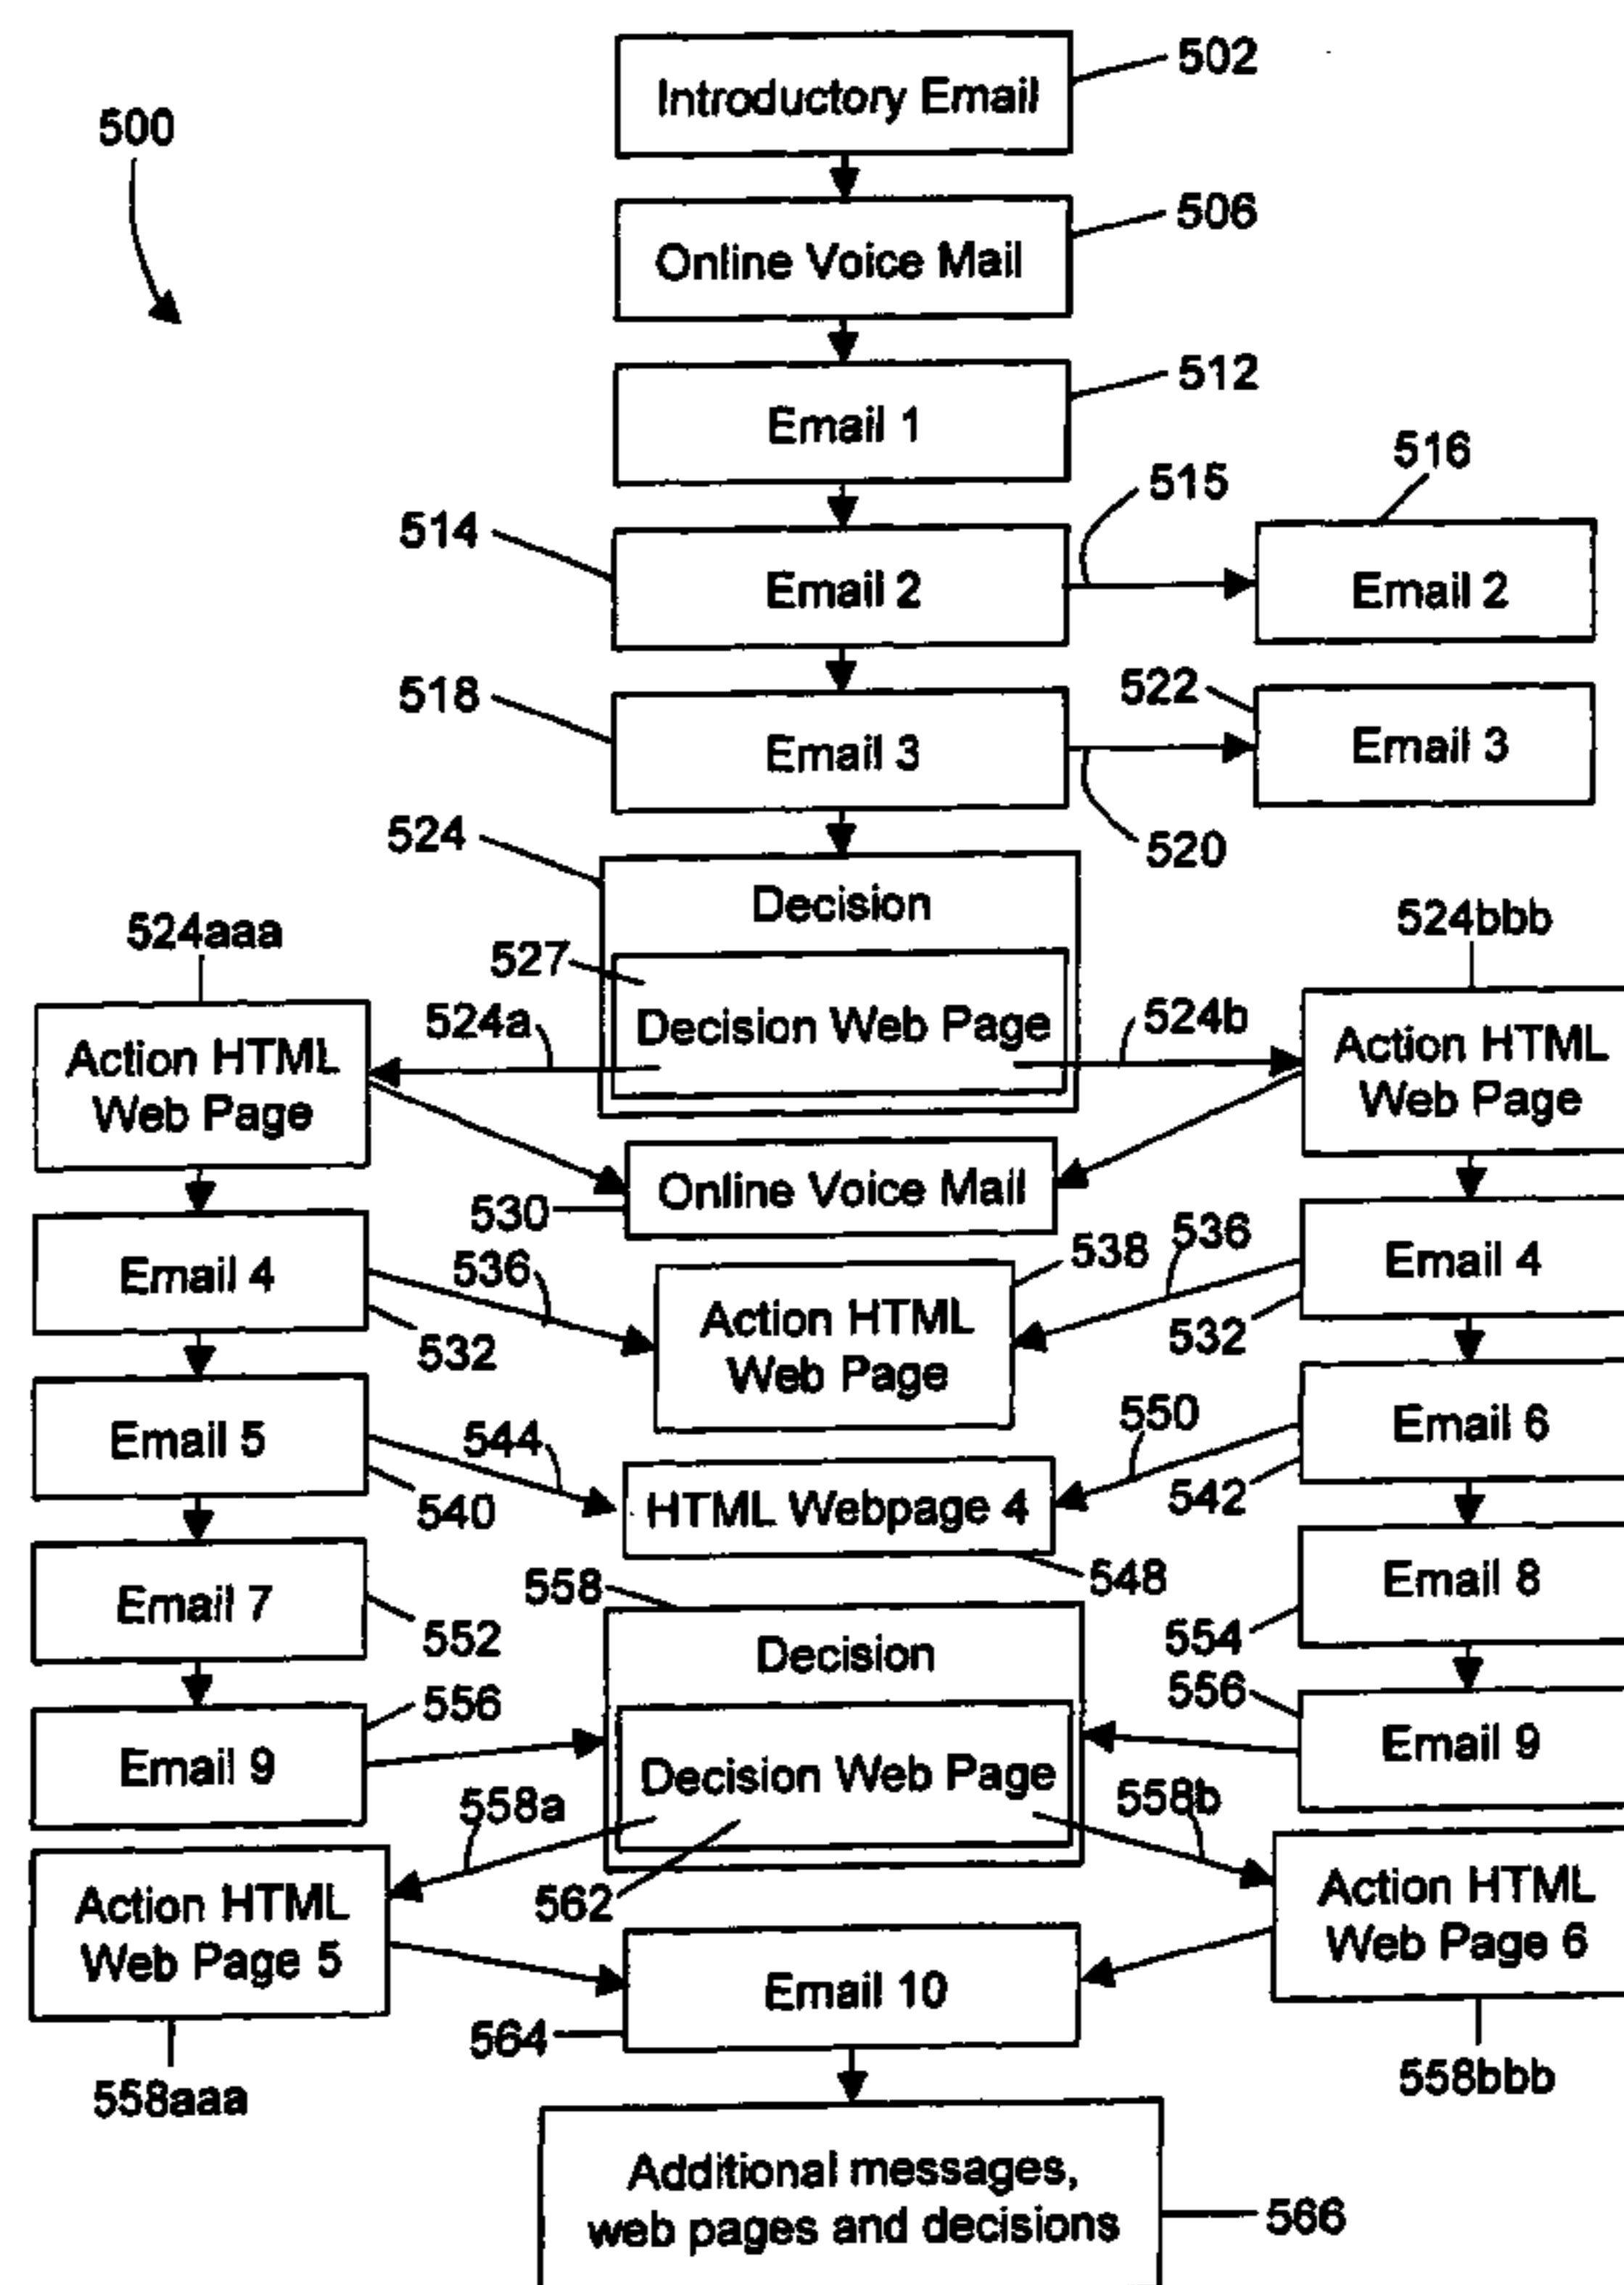 502
Introductory Email
500
506
Online Voice Mail
512
Email 1
516
515
514
Email 2
Email 2
518
522
Email 3
Email 3
520
524
Decision
524aaa
524bbb
527
Decision Web Page
524a
524b
Action HTML
Web Page
Action HTML
Web Page
Online Voice Mail
530
Email 4
536
532
538
Action HTML
Web Page
536
Email 4
532
Email 5
544
540
550
Email 6
542
HTML Webpage 4
548
Email 7
552
558
Decision
Email 8
554
556
556
Email 9
Decision Web Page
Email 9
558a
558b
562
Action HTML
Web Page 5
Action HTML
Web Page 6
Email 10
564
558aaa
558bbb
Additional messages,
web pages and decisions
566